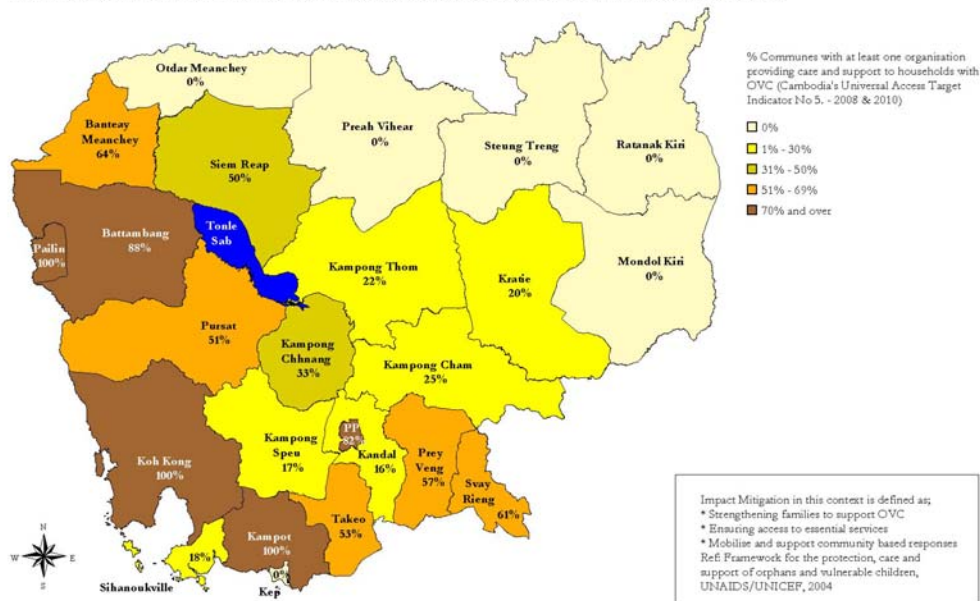 Otdar Meanchey
0%
Banteay
Meanchey
64%
Siem Reap
50%
Preah Vihear
0%
Steung Treng
0%
Ratanak Kiri
0%
Tonle
Sab
Battambang
88%
Pailin
100%
Kampong Thom
22%
Kratie
20%
Mondol Kiri
0%
Pursat
51%
Kampong
Chhnang
33%
Kampong Cham
25%
Koh Kong
100%
Kampong
Speu
17%
PP
82%
Kandal
16%
Prey
Veng
57%
Svay
Rieng
61%
Takeo
53%
Kampot
100%
18%
Sihanoukville
0%
Kep
N
W E
S
% Communes with at least one organisation
providing care and support to households with
OVC (Cambodia's Universal Access Target
Indicator No 5. - 2008 & 2010)
0%
1% - 30%
31% - 50%
51% - 69%
70% and over
Impact Mitigation in this context is defined as;
* Strengthening families to support OVC
* Ensuring access to essential services
* Mobilise and support community based responses
Ref: Framework for the protection, care and
support of orphans and vulnerable children,
UNAIDS/UNICEF, 2004